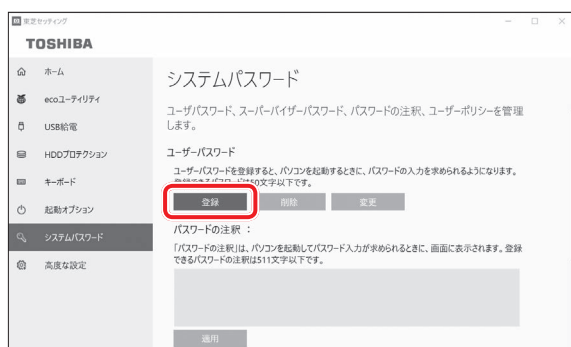 東芝セッティング
TOSHIBA
ホーム
ecoユーティリティ
USB給電
HDDプロテクション
キーボード
起動オプション
システムパスワード
高度な設定
システムパスワード
ユーザパスワード、スーパーバイザーパスワード、パスワードの注釈、ユーザーポリシーを管理
します。
ユーザーパスワード
ユーザーパスワードを登録すると、パソコンを起動するときに、パスワードの入力を求められるようになります。
登録できるパスワードは50文字以下です。
登録
削除
変更
パスワードの注釈 :
「パスワードの注釈」は、パソコンを起動してパスワード入力が求められるときに、画面に表示されます。登録
できるパスワードの注釈は511文字以下です。
適用